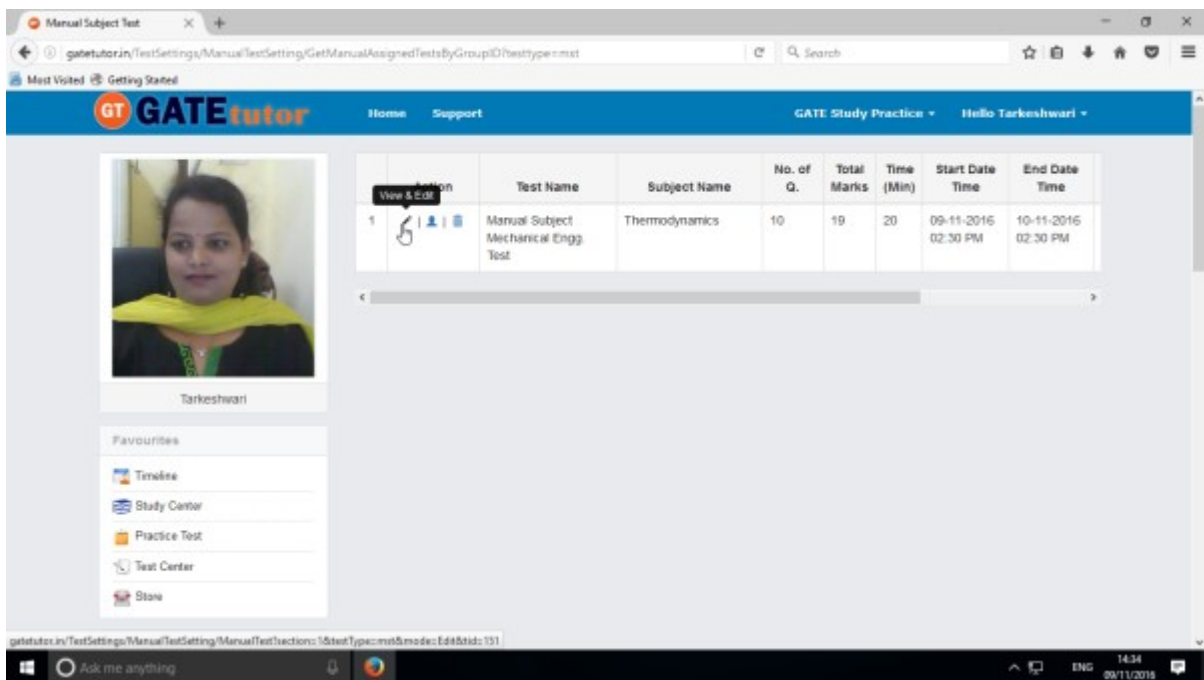 Manual Subject Test
gatetutor.in/TestSettings/ManualTestSetting/GetManualAssignedTestsByGroupID?testtype=mst
Search
Most Visited Getting Started
GT GATEtutor Home Support GATE Study Practice Hello Tarkeshwari
Action Test Name Subject Name No. of Q. Total Marks Time (Min) Start Date Time End Date Time
View & Edit
1 Manual Subject Mechanical Engg. Test Thermodynamics 10 19 20 09-11-2016 02:30 PM 10-11-2016 02:30 PM
Tarkeshwari
Favourites
Timeline
Study Center
Practice Test
Test Center
Store
gatetutor.in/TestSettings/ManualTestSetting/ManualTest?section=1&testType=mst&mode=Edit&tid=151
Ask me anything
ENG
14:34
09/11/2016